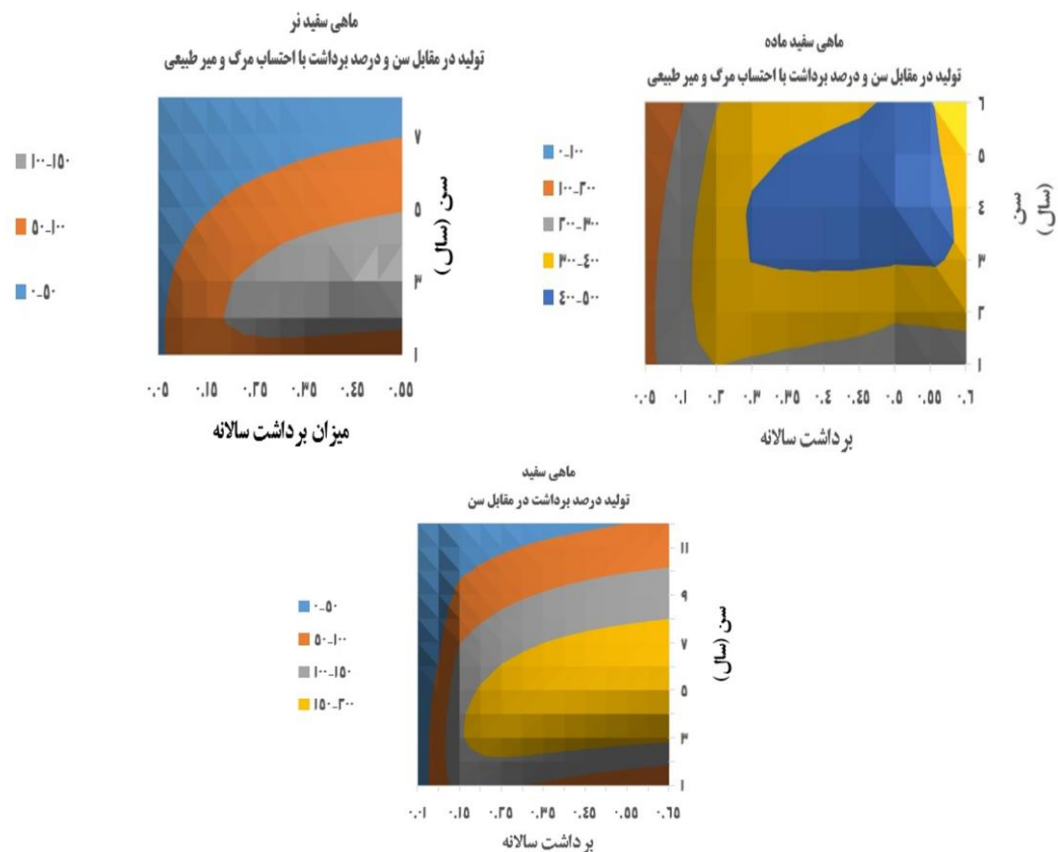 ماهی سفید نر
تولید در مقابل سن و درصد برداشت با احتساب مرگ و میر طبیعی
۱۰۰-۱۵۰
۵۰-۱۰۰
۰-۵۰
۷
۵
۳
۱
سن (سال)
۰.۰۵ ۰.۱۵ ۰.۲۵ ۰.۳۵ ۰.۴۵ ۰.۵۵
میزان برداشت سالانه
ماهی سفید ماده
تولید در مقابل سن و درصد برداشت با احتساب مرگ و میر طبیعی
۰-۱۰۰
۱۰۰-۲۰۰
۲۰۰-۳۰۰
۳۰۰-۴۰۰
۴۰۰-۵۰۰
۶
۵
۴
۳
۲
۱
سن
(سال)
۰.۰۵ ۰.۱ ۰.۲ ۰.۳ ۰.۳۵ ۰.۴ ۰.۴۵ ۰.۵ ۰.۵۵ ۰.۶
برداشت سالانه
ماهی سفید
تولید درصد برداشت در مقابل سن
۰-۵۰
۵۰-۱۰۰
۱۰۰-۱۵۰
۱۵۰-۲۰۰
۱۱
۹
۷
۵
۳
۱
سن (سال)
۰.۰۱ ۰.۱۵ ۰.۲۵ ۰.۳۵ ۰.۴۵ ۰.۵۵ ۰.۶۵
برداشت سالانه